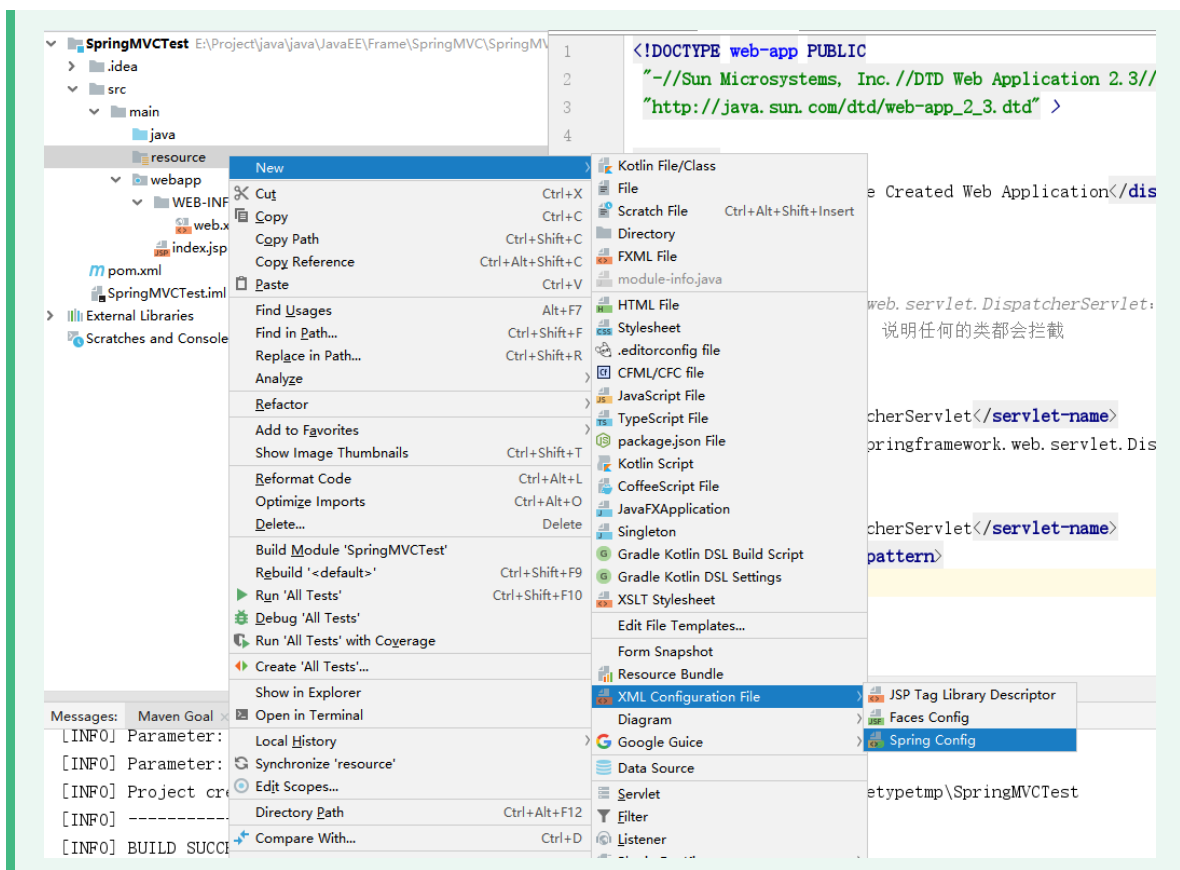 SpringMVCTest E:\Project\java\java\JavaEE\Frame\SpringMVC\SpringMV
.idea
src
main
java
resource
webapp
WEB-INF
web.x
index.jsp
pom.xml
SpringMVCTest.iml
External Libraries
Scratches and Console
1 <!DOCTYPE web-app PUBLIC
2 "-//Sun Microsystems, Inc.//DTD Web Application 2.3//
3 "http://java.sun.com/dtd/web-app_2_3.dtd" >
4
e Created Web Application</dis
web.servlet.DispatcherServlet
说明任何的类都会拦截
cherServlet</servlet-name>
pringframework.web.servlet.Dis
cherServlet</servlet-name>
pattern>
New
Cut Ctrl+X
Copy Ctrl+C
Copy Path Ctrl+Shift+C
Copy Reference Ctrl+Alt+Shift+C
Paste Ctrl+V
Find Usages Alt+F7
Find in Path... Ctrl+Shift+F
Replace in Path... Ctrl+Shift+R
Analyze
Refactor
Add to Favorites
Show Image Thumbnails Ctrl+Shift+T
Reformat Code Ctrl+Alt+L
Optimize Imports Ctrl+Alt+O
Delete... Delete
Build Module 'SpringMVCTest'
Rebuild '<default>' Ctrl+Shift+F9
Run 'All Tests' Ctrl+Shift+F10
Debug 'All Tests'
Run 'All Tests' with Coverage
Create 'All Tests'...
Show in Explorer
Open in Terminal
Local History
Synchronize 'resource'
Edit Scopes...
Directory Path Ctrl+Alt+F12
Compare With... Ctrl+D
Kotlin File/Class
File
Scratch File Ctrl+Alt+Shift+Insert
Directory
FXML File
module-info.java
HTML File
Stylesheet
.editorconfig file
CFML/CFC file
JavaScript File
TypeScript File
package.json File
Kotlin Script
CoffeeScript File
JavaFXApplication
Singleton
Gradle Kotlin DSL Build Script
Gradle Kotlin DSL Settings
XSLT Stylesheet
Edit File Templates...
Form Snapshot
Resource Bundle
XML Configuration File
Diagram
Google Guice
Data Source
Servlet
Filter
Listener
JSP Tag Library Descriptor
Faces Config
Spring Config
Messages: Maven Goal
[INFO] Parameter:
[INFO] Parameter:
[INFO] Project cre
etypetmp\SpringMVCTest
[INFO] -----------
[INFO] BUILD SUCC